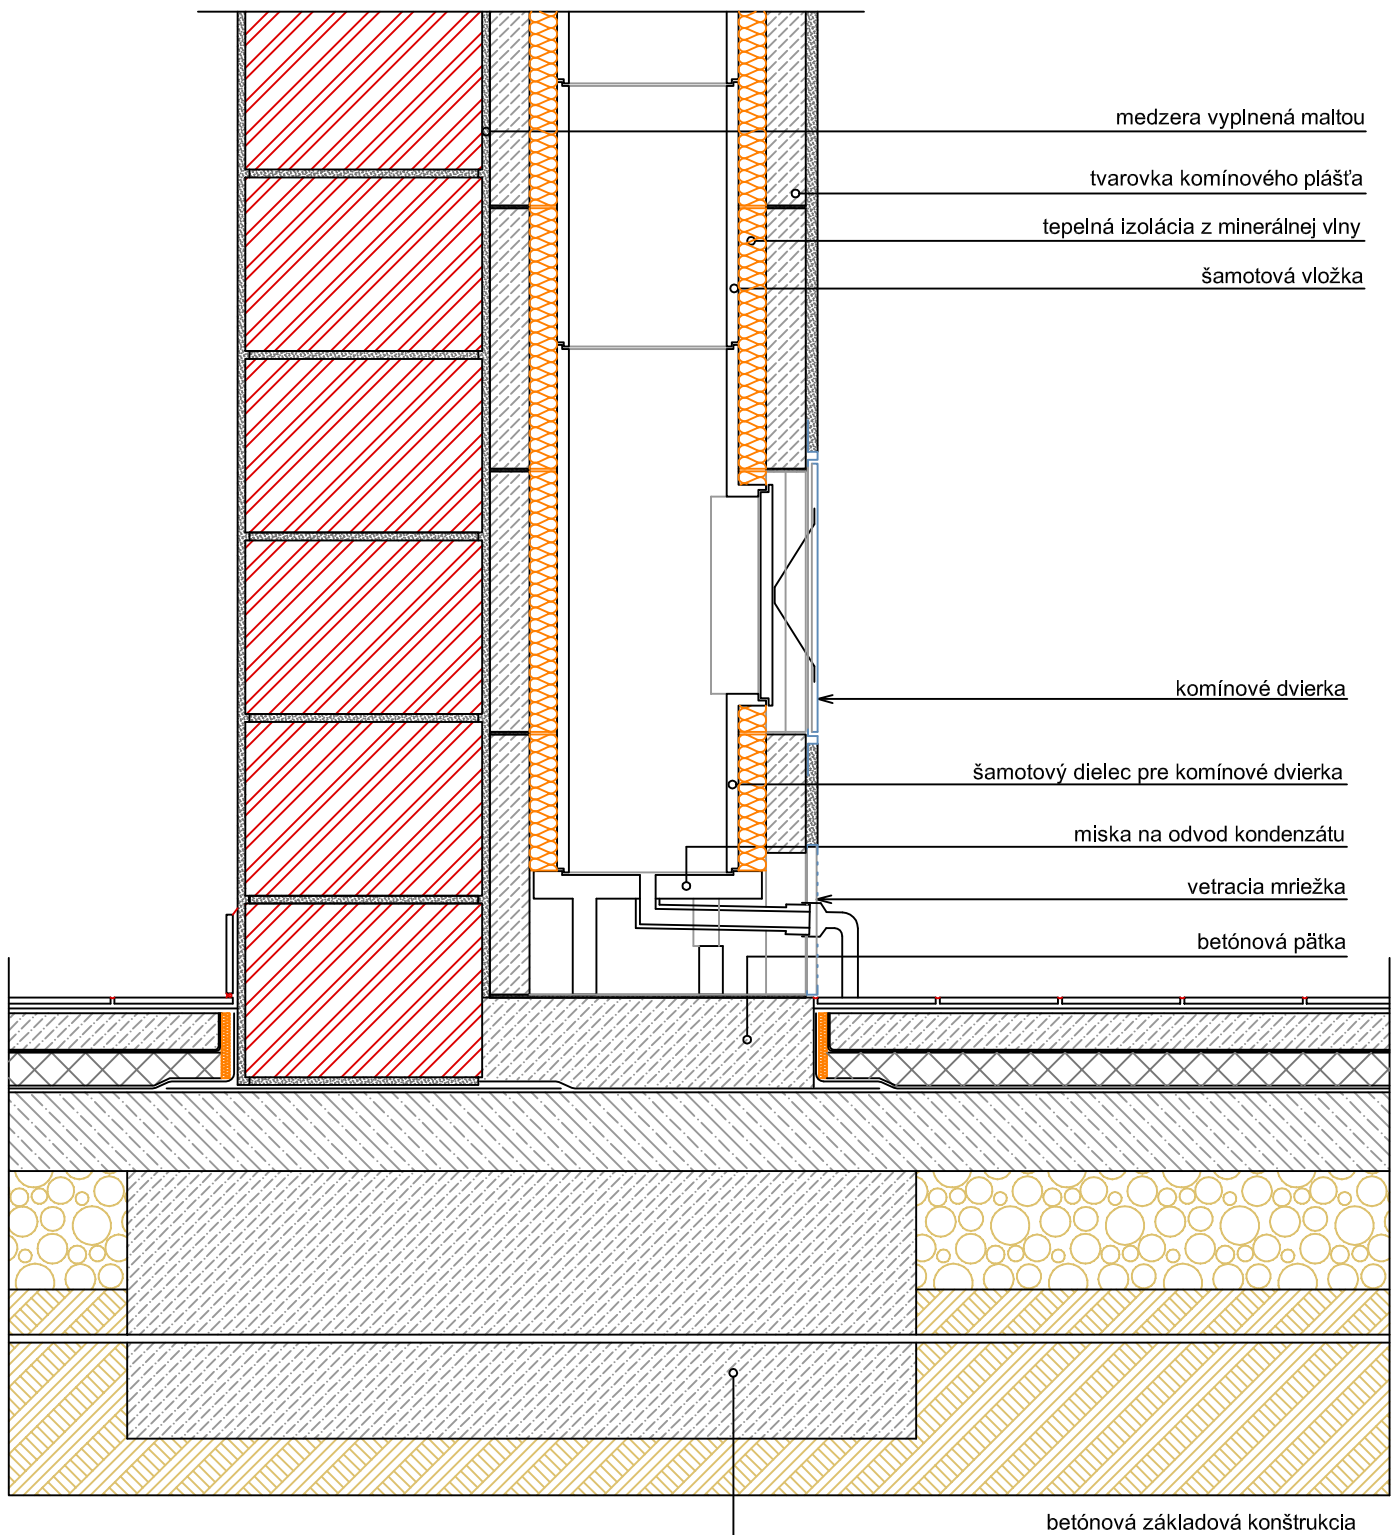 medzera vyplnená maltou
tvarovka komínového plášťa
tepelná izolácia z minerálnej vlny
šamotová vložka
komínové dvierka
šamotový dielec pre komínové dvierka
miska na odvod kondenzátu
vetracia mriežka
betónová pätka
betónová základová konštrukcia